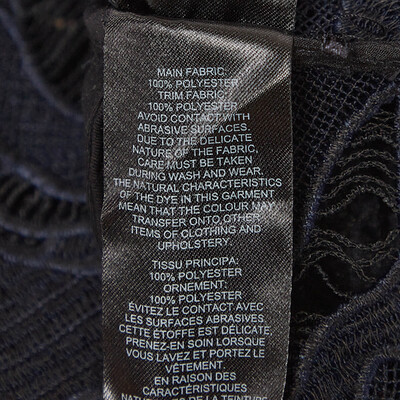 MAIN FABRIC:
100% POLYESTER
TRIM FABRIC:
100% POLYESTER
AVOID CONTACT WITH
ABRASIVE SURFACES.
DUE TO THE DELICATE
NATURE OF THE FABRIC,
CARE MUST BE TAKEN
DURING WASH AND WEAR.
THE NATURAL CHARACTERISTICS
OF THE DYE IN THIS GARMENT
MEAN THAT THE COLOUR MAY
TRANSFER ONTO OTHER
ITEMS OF CLOTHING AND
UPHOLSTERY.
TISSU PRINCIPA:
100% POLYESTER
ORNEMENT:
100% POLYESTER
ÉVITEZ LE CONTACT AVEC
LES SURFACES ABRASIVES.
CETTE ÉTOFFE EST DÉLICATE,
PRENEZ-EN SOIN LORSQUE
VOUS LAVEZ ET PORTEZ LE
VÊTEMENT.
EN RAISON DES
CARACTÉRISTIQUES
NATURELLES DE LA TEINTURE